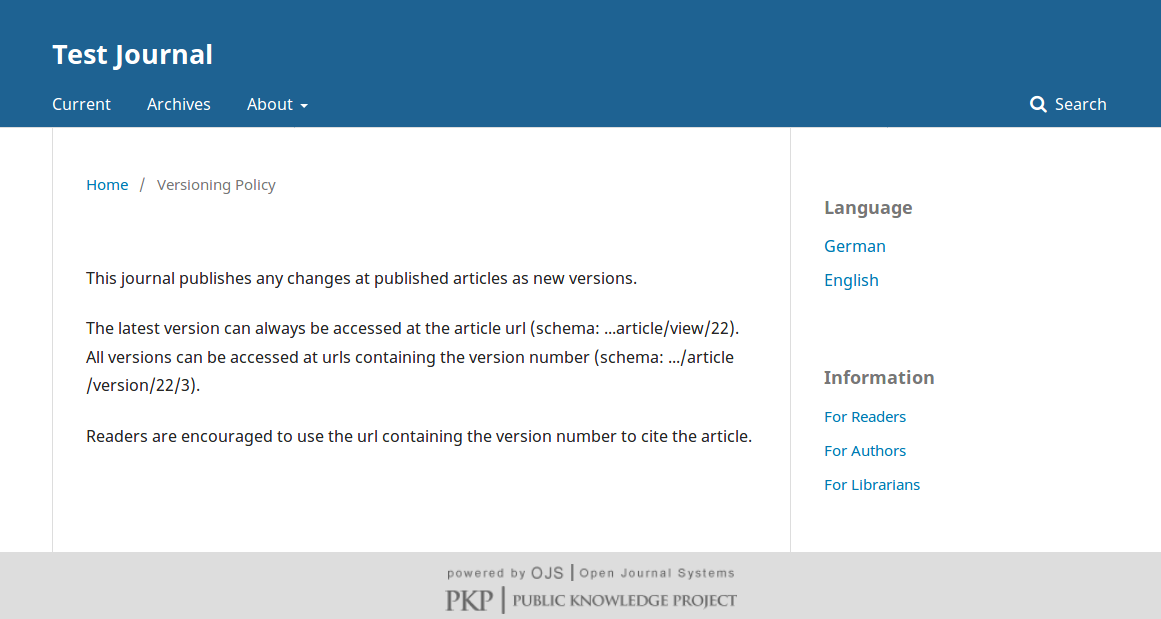 Test Journal
Current Archives About Search
Home / Versioning Policy
This journal publishes any changes at published articles as new versions.
The latest version can always be accessed at the article url (schema: ...article/view/22).
All versions can be accessed at urls containing the version number (schema: .../article
/version/22/3).
Readers are encouraged to use the url containing the version number to cite the article.
Language
German
English
Information
For Readers
For Authors
For Librarians
powered by OJS | Open Journal Systems
PKP | PUBLIC KNOWLEDGE PROJECT